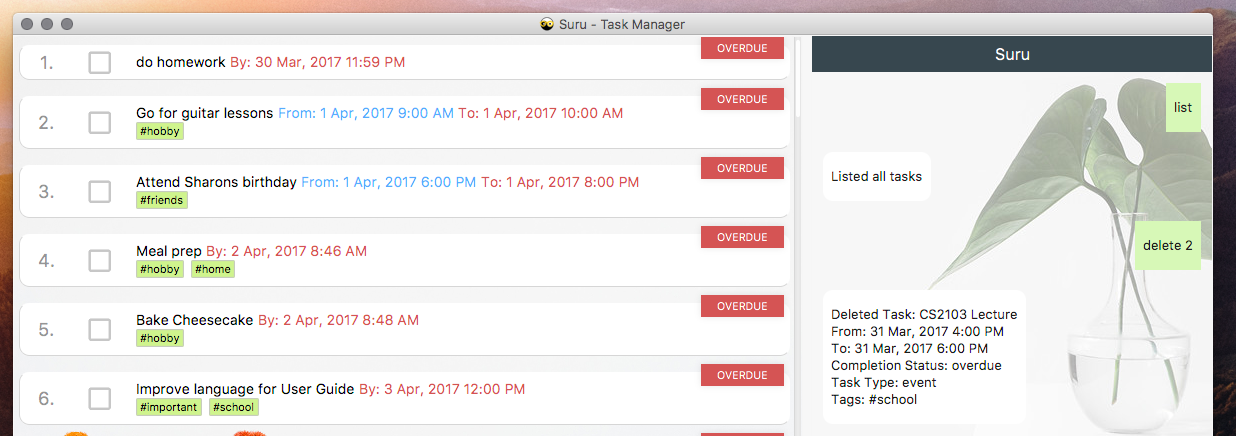 Suru - Task Manager
1.
do homework By: 30 Mar, 2017 11:59 PM
OVERDUE
2.
Go for guitar lessons From: 1 Apr, 2017 9:00 AM To: 1 Apr, 2017 10:00 AM
#hobby
OVERDUE
3.
Attend Sharons birthday From: 1 Apr, 2017 6:00 PM To: 1 Apr, 2017 8:00 PM
#friends
OVERDUE
4.
Meal prep By: 2 Apr, 2017 8:46 AM
#hobby #home
OVERDUE
5.
Bake Cheesecake By: 2 Apr, 2017 8:48 AM
#hobby
OVERDUE
6.
Improve language for User Guide By: 3 Apr, 2017 12:00 PM
#important #school
OVERDUE
Suru
list
Listed all tasks
delete 2
Deleted Task: CS2103 Lecture
From: 31 Mar, 2017 4:00 PM
To: 31 Mar, 2017 6:00 PM
Completion Status: overdue
Task Type: event
Tags: #school